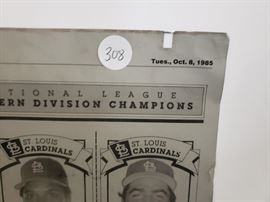 308
Tues., Oct. 8, 1985
TIONAL LEAGUE
ERN DIVISION CHAMPIONS
ST. LOUIS
CARDINALS
ST. LOUIS
CARDINALS